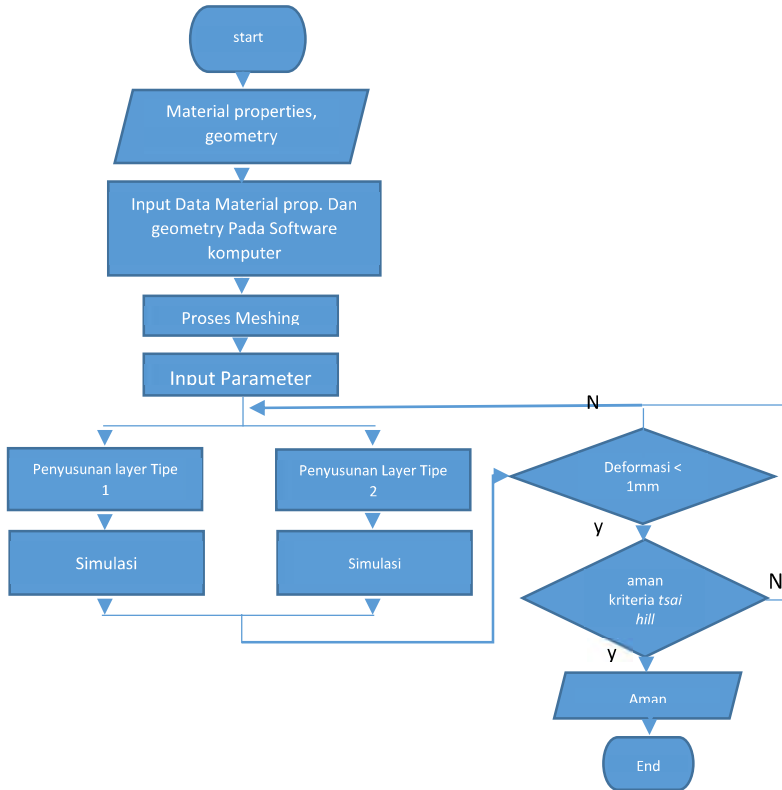 start
Material properties,
geometry
Input Data Material prop. Dan
geometry Pada Software
komputer
Proses Meshing
Input Parameter
Penyusunan layer Tipe
1
Penyusunan Layer Tipe
2
Simulasi
Simulasi
N
Deformasi <
1mm
y
aman
kriteria tsai
hill
N
y
Aman
End